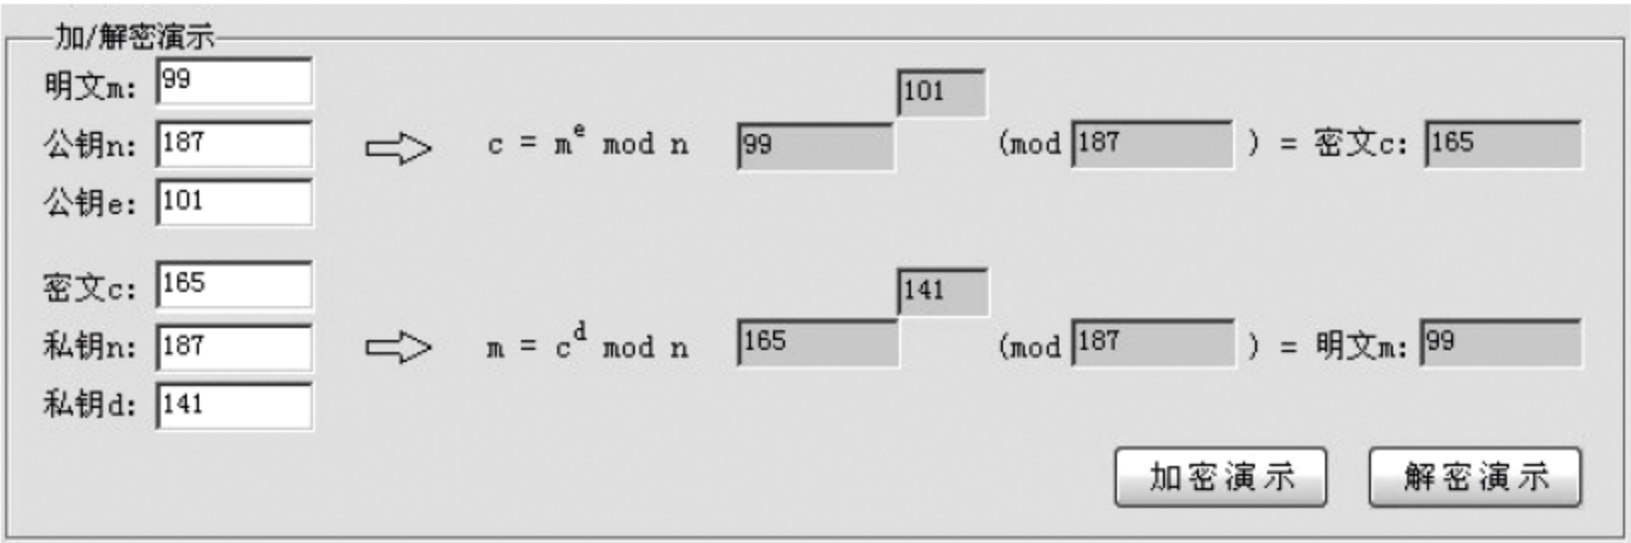 加/解密演示
明文m: 99
公钥n: 187
公钥e: 101
c = m^e mod n 99 101 (mod 187 ) = 密文c: 165
密文c: 165
私钥n: 187
私钥d: 141
m = c^d mod n 165 141 (mod 187 ) = 明文m: 99
加密演示 解密演示